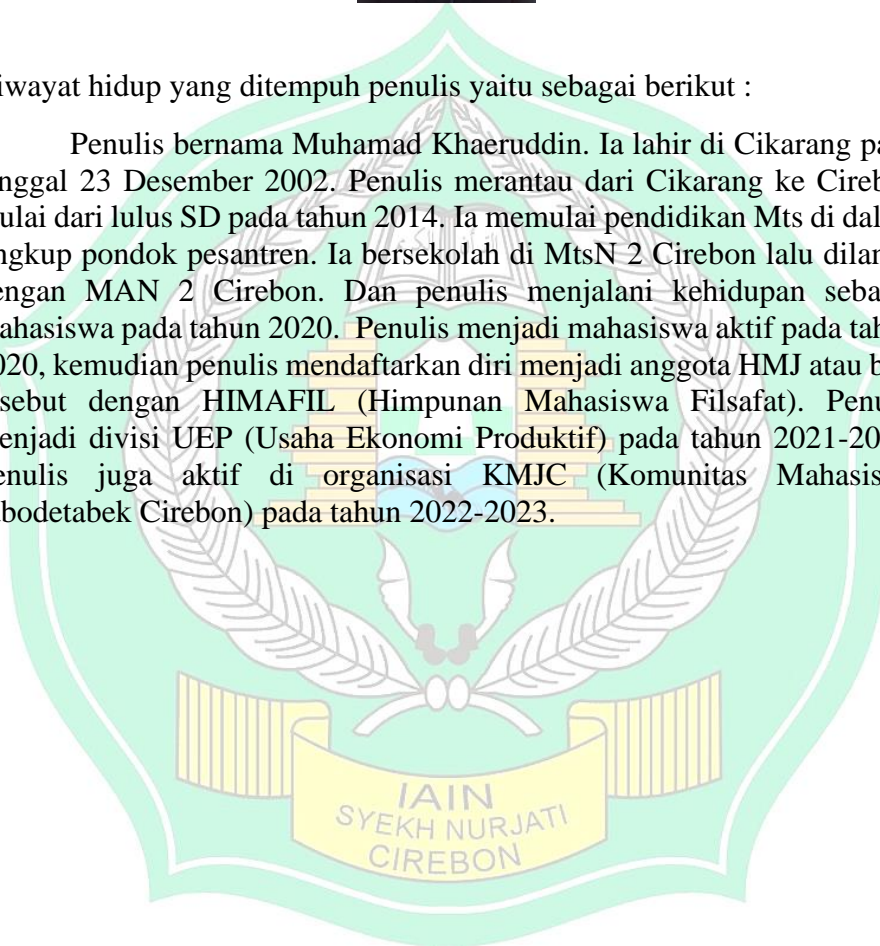 iwayat hidup yang ditempuh penulis yaitu sebagai berikut :
Penulis bernama Muhamad Khaeruddin. Ia lahir di Cikarang pa
nggal 23 Desember 2002. Penulis merantau dari Cikarang ke Cireb
ulai dari lulus SD pada tahun 2014. Ia memulai pendidikan Mts di dal
ngkup pondok pesantren. Ia bersekolah di MtsN 2 Cirebon lalu dilan
engan MAN 2 Cirebon. Dan penulis menjalani kehidupan seba
ahasiswa pada tahun 2020. Penulis menjadi mahasiswa aktif pada tah
020, kemudian penulis mendaftarkan diri menjadi anggota HMJ atau b
sebut dengan HIMAFIL (Himpunan Mahasiswa Filsafat). Penu
enjadi divisi UEP (Usaha Ekonomi Produktif) pada tahun 2021-20
enulis juga aktif di organisasi KMJC (Komunitas Mahasis
bodetabek Cirebon) pada tahun 2022-2023.
IAIN
SYEKH NURJATI
CIREBON